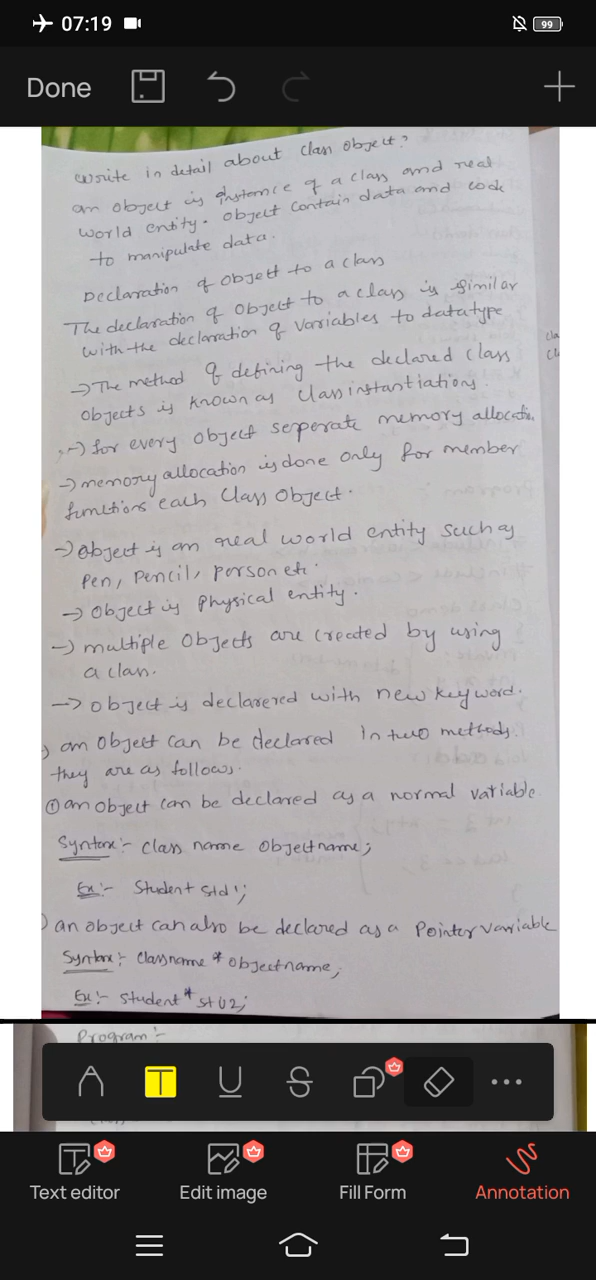 07:19
99
Done
write in detail about class object?
an object is instance of a class and real
world entity. object contain data and code
to manipulate data.
Declaration of object to a class
The declaration of object to a class is similar
with the declaration of variables to datatype
→The method of defining the declared class
objects is known as class instantiations.
→ for every object seperate memory allocation
→ memory allocation is done only for member
functions each class object.
→ object is an real world entity such as
pen, pencil, person etc.
→ object is physical entity.
→ multiple objects are created by using
a class.
→ object is declarered with new keyword.
an object can be declared in two methods.
they are as follows.
① an object can be declared as a normal variable.
Syntax:- class name objectname;
Ex:- Student std1;
an object can also be declared as a pointer variable
Syntax:- classname * objectname;
Ex:- student*
Program:-
T U S
Text editor Edit image Fill Form Annotation